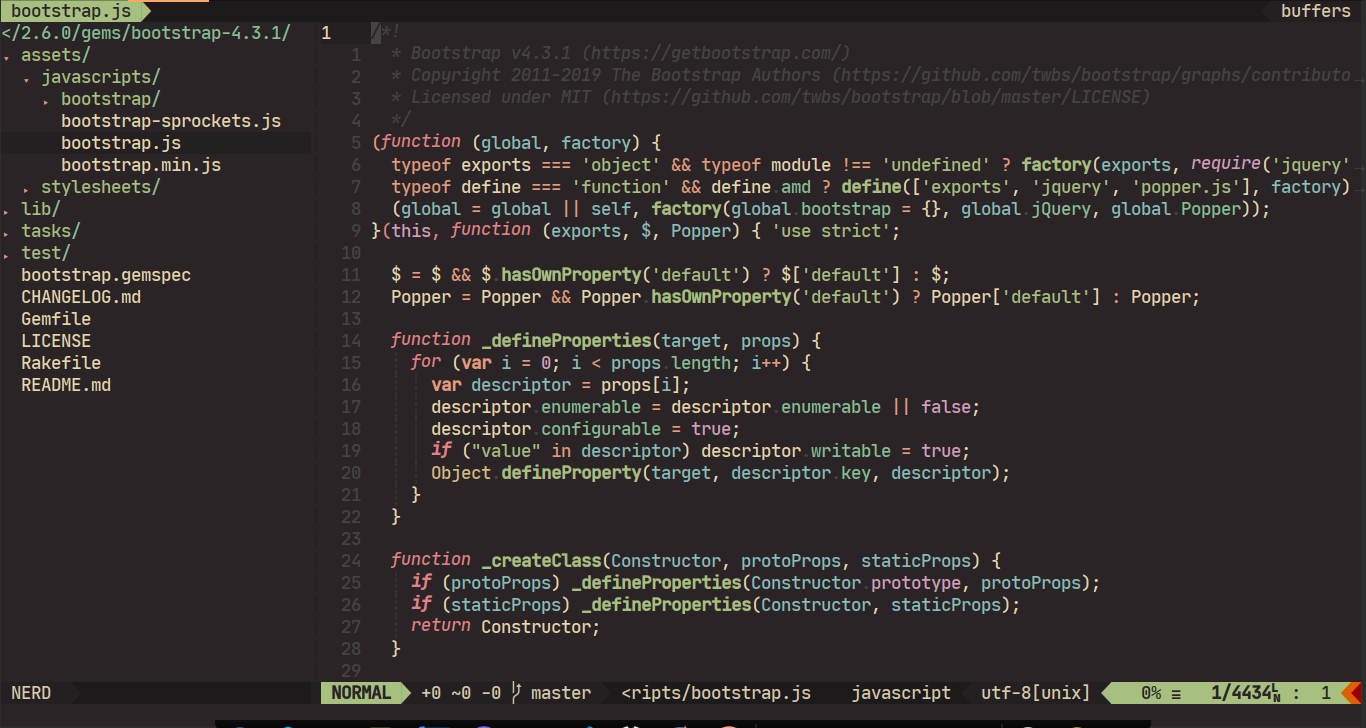 bootstrap.js
buffers
</2.6.0/gems/bootstrap-4.3.1/
▾ assets/
▾ javascripts/
▸ bootstrap/
bootstrap-sprockets.js
bootstrap.js
bootstrap.min.js
▸ stylesheets/
▸ lib/
▸ tasks/
▸ test/
bootstrap.gemspec
CHANGELOG.md
Gemfile
LICENSE
Rakefile
README.md
1 /*!
1 * Bootstrap v4.3.1 (https://getbootstrap.com/)
2 * Copyright 2011-2019 The Bootstrap Authors (https://github.com/twbs/bootstrap/graphs/contributo
3 * Licensed under MIT (https://github.com/twbs/bootstrap/blob/master/LICENSE)
4 */
5 (function (global, factory) {
6 typeof exports === 'object' && typeof module !== 'undefined' ? factory(exports, require('jquery'
7 typeof define === 'function' && define.amd ? define(['exports', 'jquery', 'popper.js'], factory)
8 (global = global || self, factory(global.bootstrap = {}, global.jQuery, global.Popper));
9 }(this, function (exports, $, Popper) { 'use strict';
10
11 $ = $ && $.hasOwnProperty('default') ? $['default'] : $;
12 Popper = Popper && Popper.hasOwnProperty('default') ? Popper['default'] : Popper;
13
14 function _defineProperties(target, props) {
15 for (var i = 0; i < props.length; i++) {
16 var descriptor = props[i];
17 descriptor.enumerable = descriptor.enumerable || false;
18 descriptor.configurable = true;
19 if ("value" in descriptor) descriptor.writable = true;
20 Object.defineProperty(target, descriptor.key, descriptor);
21 }
22 }
23
24 function _createClass(Constructor, protoProps, staticProps) {
25 if (protoProps) _defineProperties(Constructor.prototype, protoProps);
26 if (staticProps) _defineProperties(Constructor, staticProps);
27 return Constructor;
28 }
29
NERD
NORMAL +0 ~0 -0 master <ripts/bootstrap.js javascript utf-8[unix] 0% ≡ 1/4434 : 1